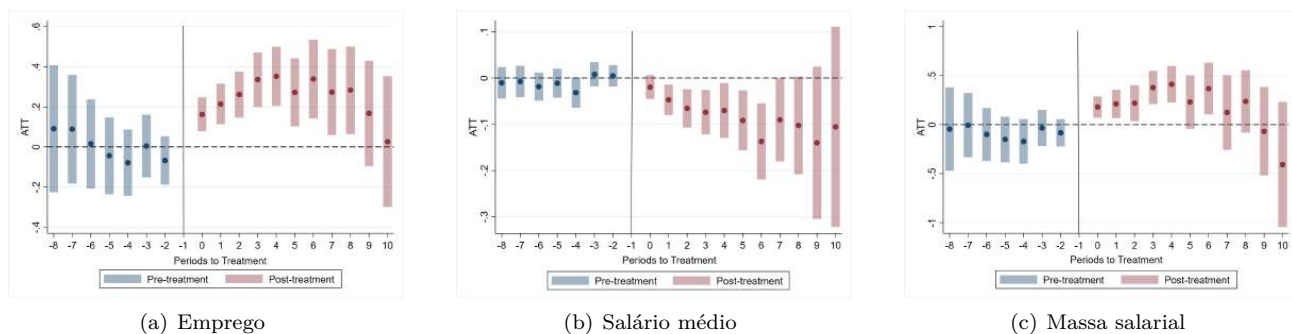 .6
.4
.2
0
-.2
-.4
ATT
-8 -7 -6 -5 -4 -3 -2 -1 0 1 2 3 4 5 6 7 8 9 10
Periods to Treatment
Pre-treatment Post-treatment
(a) Emprego
.1
0
-.1
-.2
-.3
ATT
-8 -7 -6 -5 -4 -3 -2 -1 0 1 2 3 4 5 6 7 8 9 10
Periods to Treatment
Pre-treatment Post-treatment
(b) Salário médio
1
.5
0
-.5
-1
ATT
-8 -7 -6 -5 -4 -3 -2 -1 0 1 2 3 4 5 6 7 8 9 10
Periods to Treatment
Pre-treatment Post-treatment
(c) Massa salarial